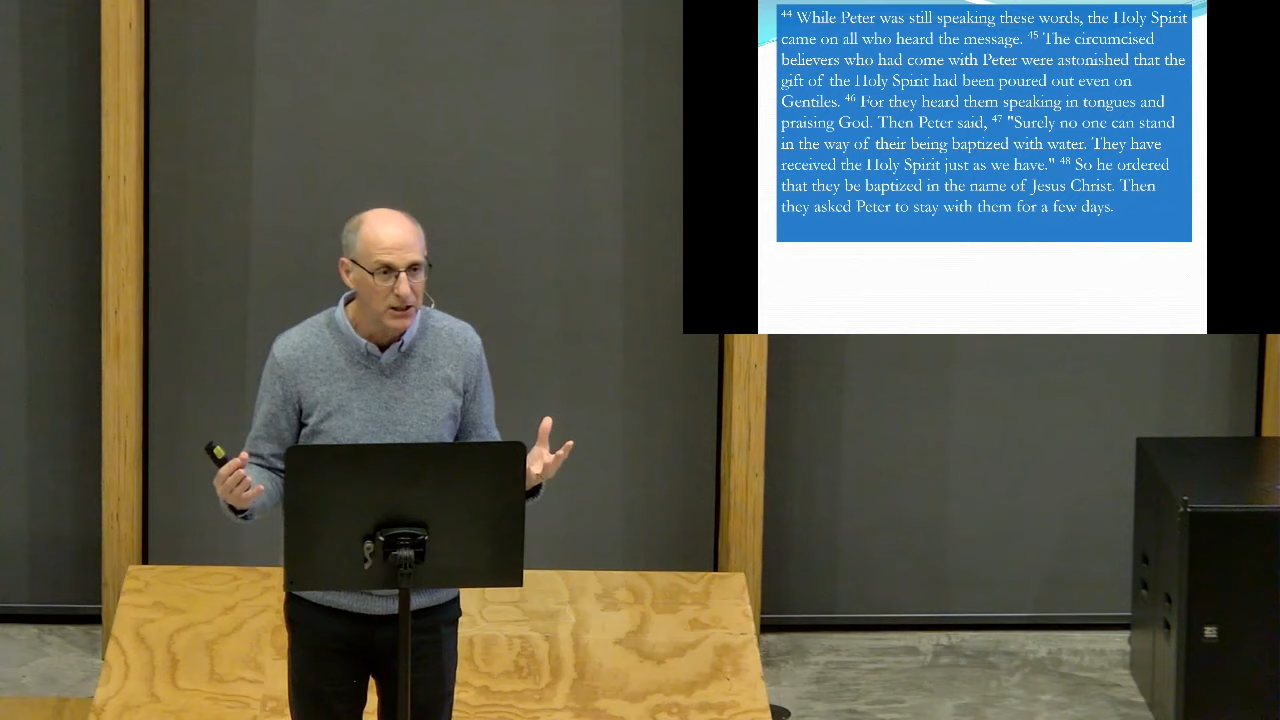 44 While Peter was still speaking these words, the Holy Spirit
came on all who heard the message. 45 The circumcised
believers who had come with Peter were astonished that the
gift of the Holy Spirit had been poured out even on
Gentiles. 46 For they heard them speaking in tongues and
praising God. Then Peter said, 47 "Surely no one can stand
in the way of their being baptized with water. They have
received the Holy Spirit just as we have." 48 So he ordered
that they be baptized in the name of Jesus Christ. Then
they asked Peter to stay with them for a few days.